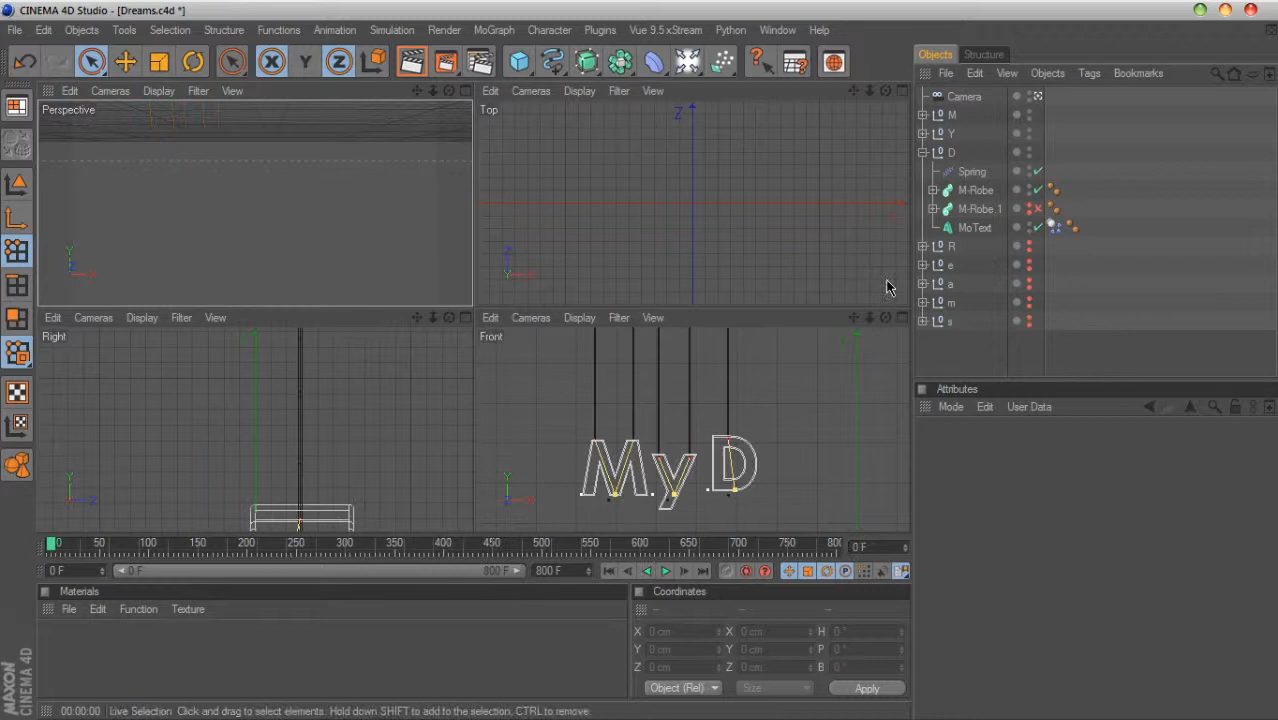 CINEMA 4D Studio - [Dreams.c4d *]
File Edit Objects Tools Selection Structure Functions Animation Simulation Render MoGraph Character Plugins Vue 9.5 xStream Python Window Help
X Y Z
Objects Structure
File Edit View Objects Tags Bookmarks
Edit Cameras Display Filter View
Perspective
Y
X
Z
Edit Cameras Display Filter View
Top
Z
Z
Y
Camera
M
Y
D
Spring
M-Robe
M-Robe.1
MoText
R
e
a
m
s
Edit Cameras Display Filter View
Right
Y
Z
Edit Cameras Display Filter View
Front
Y
My D
Attributes
Mode Edit User Data
0 50 100 150 200 250 300 350 400 450 500 550 600 650 700 750 80
0 F
0 F 0 F 800 F 800 F
Materials
File Edit Function Texture
Coordinates
-- -- --
X 0 cm X 0 cm H 0 °
Y 0 cm Y 0 cm P 0 °
Z 0 cm Z 0 cm B 0 °
Object (Rel) Size Apply
MAXON
CINEMA 4D
00:00:00 Live Selection: Click and drag to select elements. Hold down SHIFT to add to the selection, CTRL to remove.